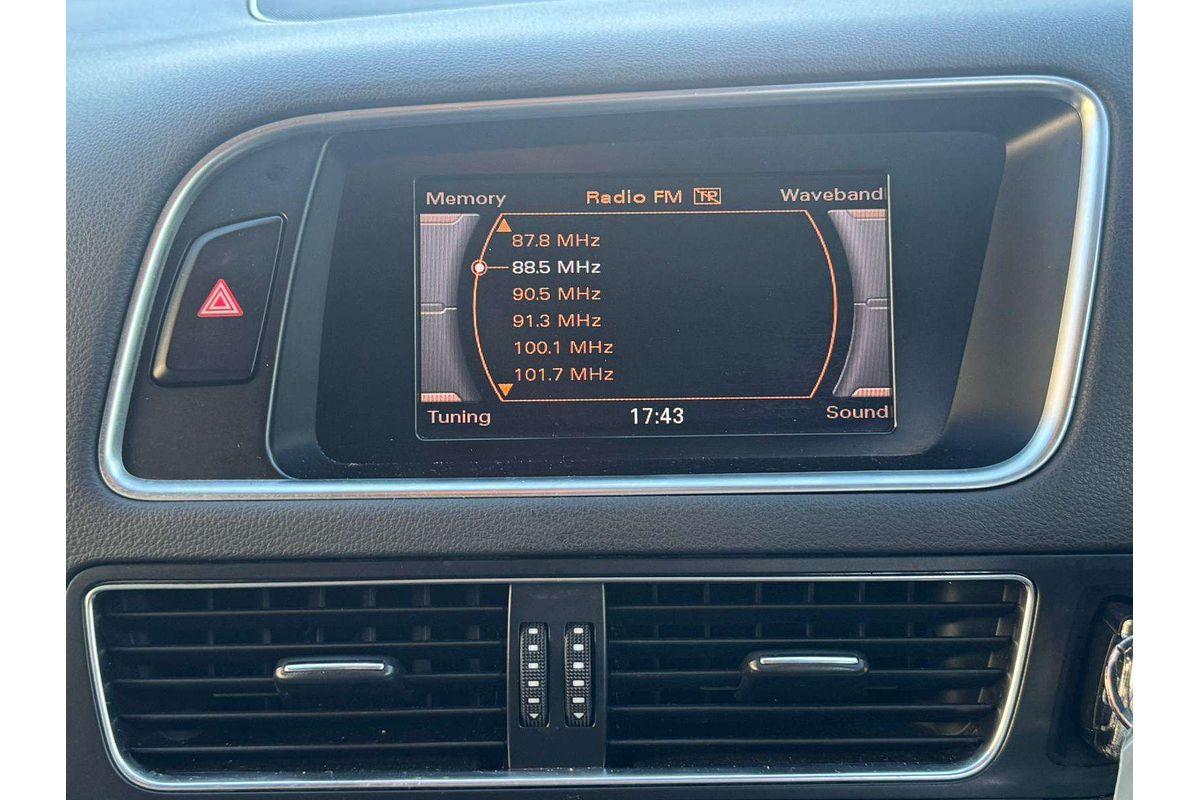 Memory Radio FM TP Waveband
87.8 MHz
88.5 MHz
90.5 MHz
91.3 MHz
100.1 MHz
101.7 MHz
Tuning 17:43 Sound